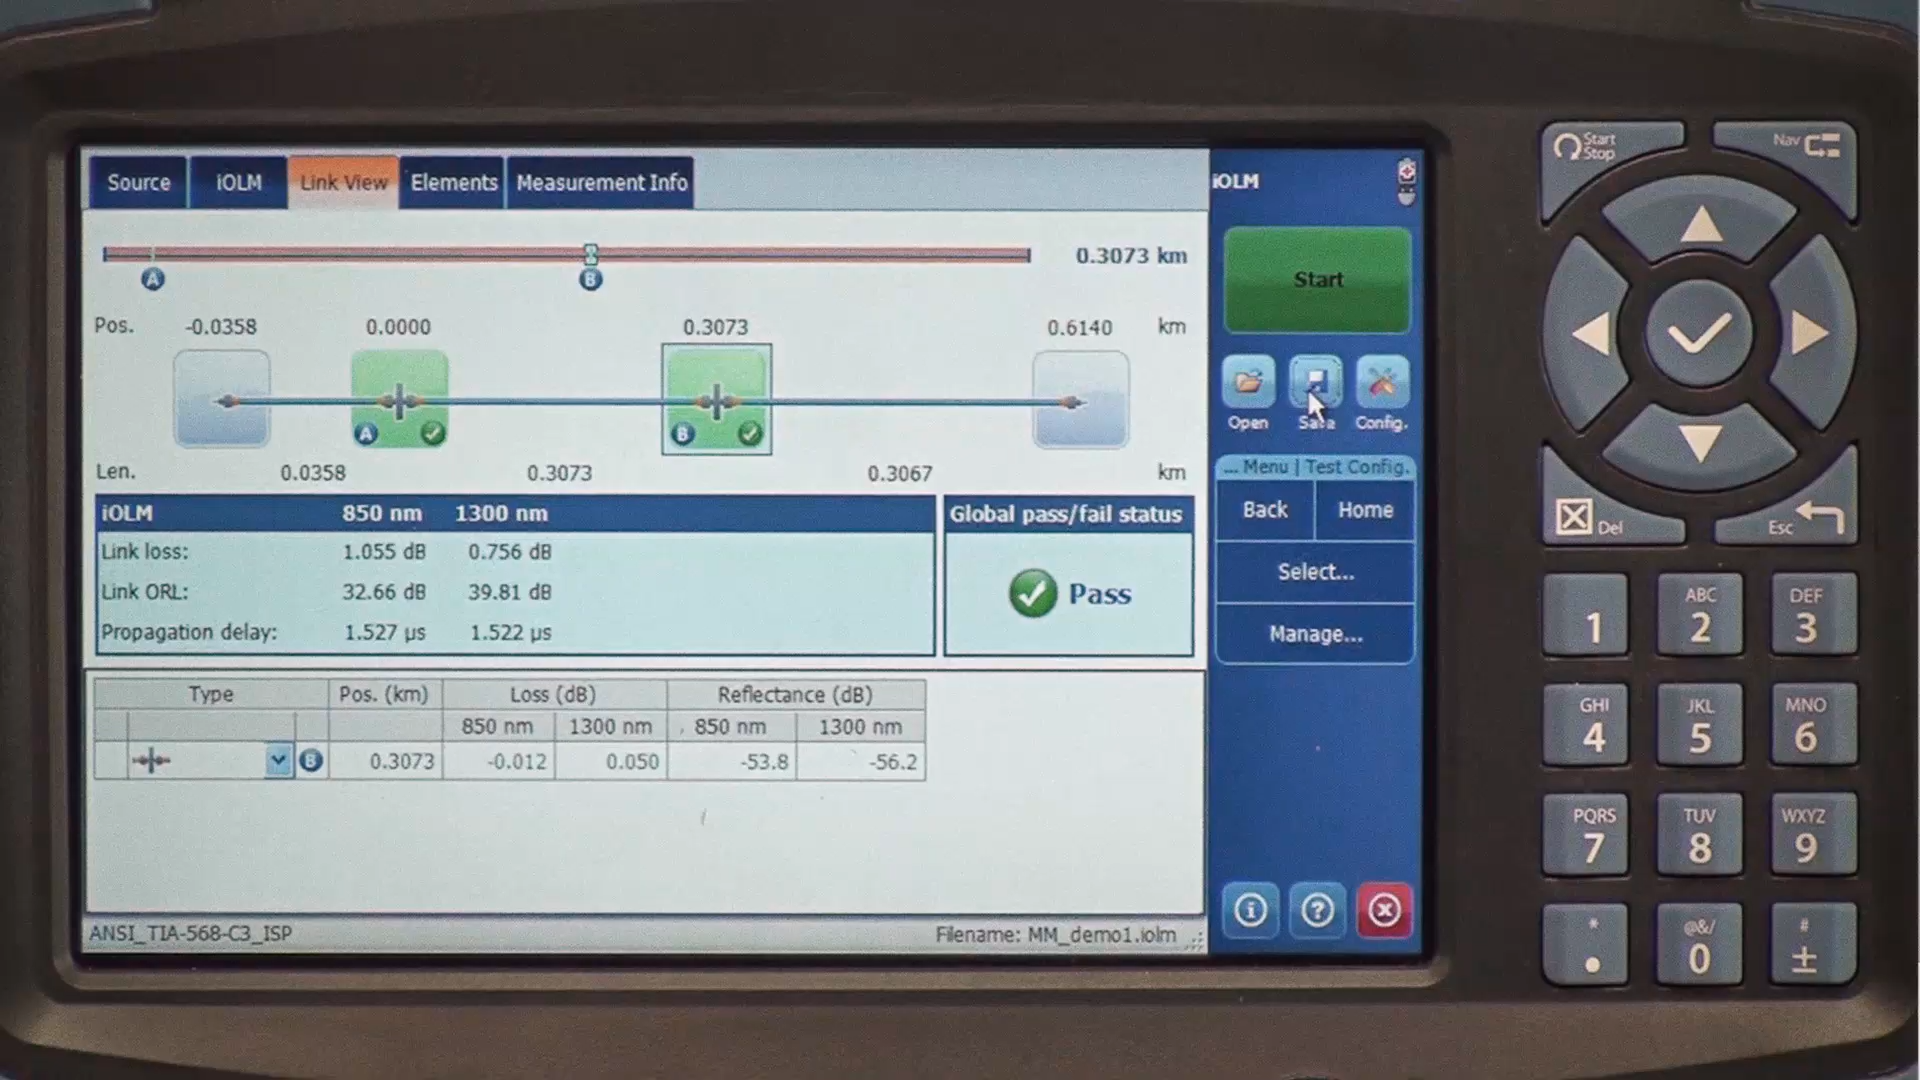 Source iOLM Link View Elements Measurement Info
iOLM
0.3073 km
A B
Start
Pos. -0.0358 0.0000 0.3073 0.6140 km
A B
Open Save Config.
Len. 0.0358 0.3073 0.3067 km
... Menu | Test Config.
Back Home
Select...
Manage...
iOLM 850 nm 1300 nm
Link loss: 1.055 dB 0.756 dB
Link ORL: 32.66 dB 39.81 dB
Propagation delay: 1.527 µs 1.522 µs
Global pass/fail status
Pass
Type Pos. (km) Loss (dB) Reflectance (dB)
850 nm 1300 nm 850 nm 1300 nm
B 0.3073 -0.012 0.050 -53.8 -56.2
ANSI_TIA-568-C3_ISP Filename: MM_demo1.iolm
i ?
Start
Stop
Nav
Del
Esc
1 ABC 2 DEF 3
GHI 4 JKL 5 MNO 6
PQRS 7 TUV 8 WXYZ 9
* . @&/ 0 # ±